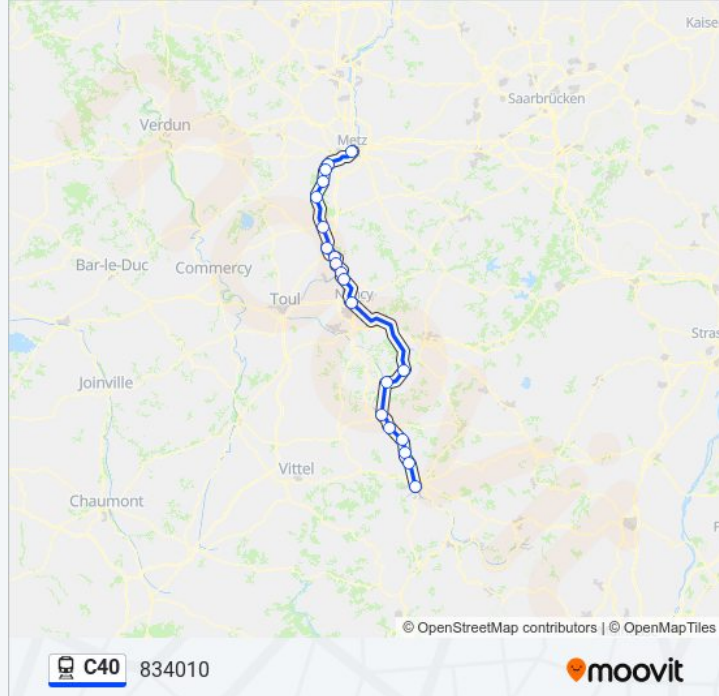 Kaise
Saarbrücken
Verdun
Metz
Bar-le-Duc
Commercy
Toul
Nancy
Stras
Joinville
Vittel
Chaumont
© OpenStreetMap contributors | © OpenMapTiles
C40 834010
moovit